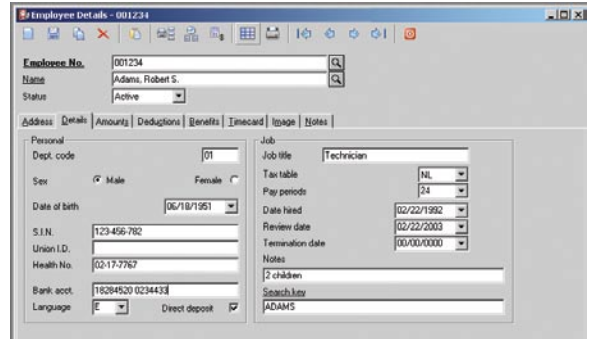 Employee Details - 001234
Employee No. 001234
Name Adams, Robert S.
Status Active
Address Details Amounts Deductions Benefits Timecard Image Notes
Personal
Dept. code 01
Sex Male Female
Date of birth 06/18/1951
S.I.N. 123-456-782
Union I.D.
Health No. 02-17-7767
Bank acct. 18284520 0234433
Language E Direct deposit
Job
Job title Technician
Tax table NL
Pay periods 24
Date hired 02/22/1992
Review date 02/22/2003
Termination date 00/00/0000
Notes
2 children
Search key
ADAMS